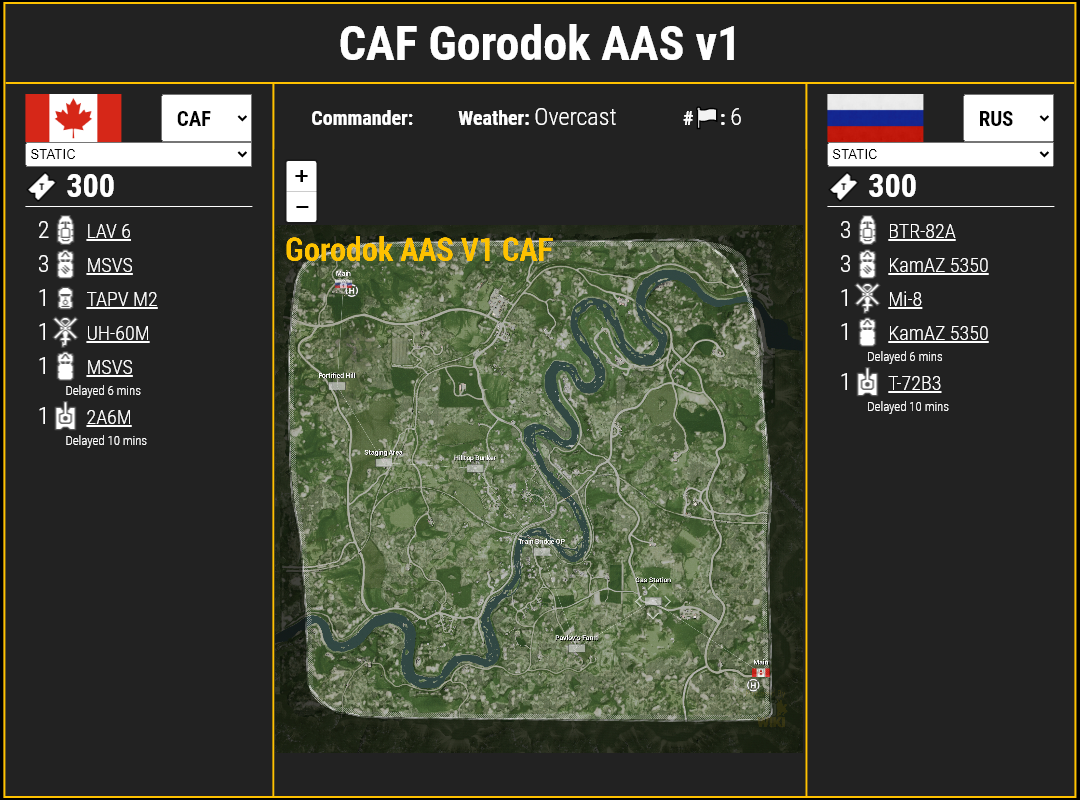 CAF Gorodok AAS v1
CAF
STATIC
300
2 LAV 6
3 MSVS
1 TAPV M2
1 UH-60M
1 MSVS
Delayed 6 mins
1 2A6M
Delayed 10 mins
Commander:
Weather: Overcast
# : 6
+
−
Gorodok AAS V1 CAF
Main
H
Fortified Hill
Staging Area
Hilltop Bunker
Train Bridge OP
Gas Station
Pavlov's Farm
Main
H
RUS
STATIC
300
3 BTR-82A
3 KamAZ 5350
1 Mi-8
1 KamAZ 5350
Delayed 6 mins
1 T-72B3
Delayed 10 mins